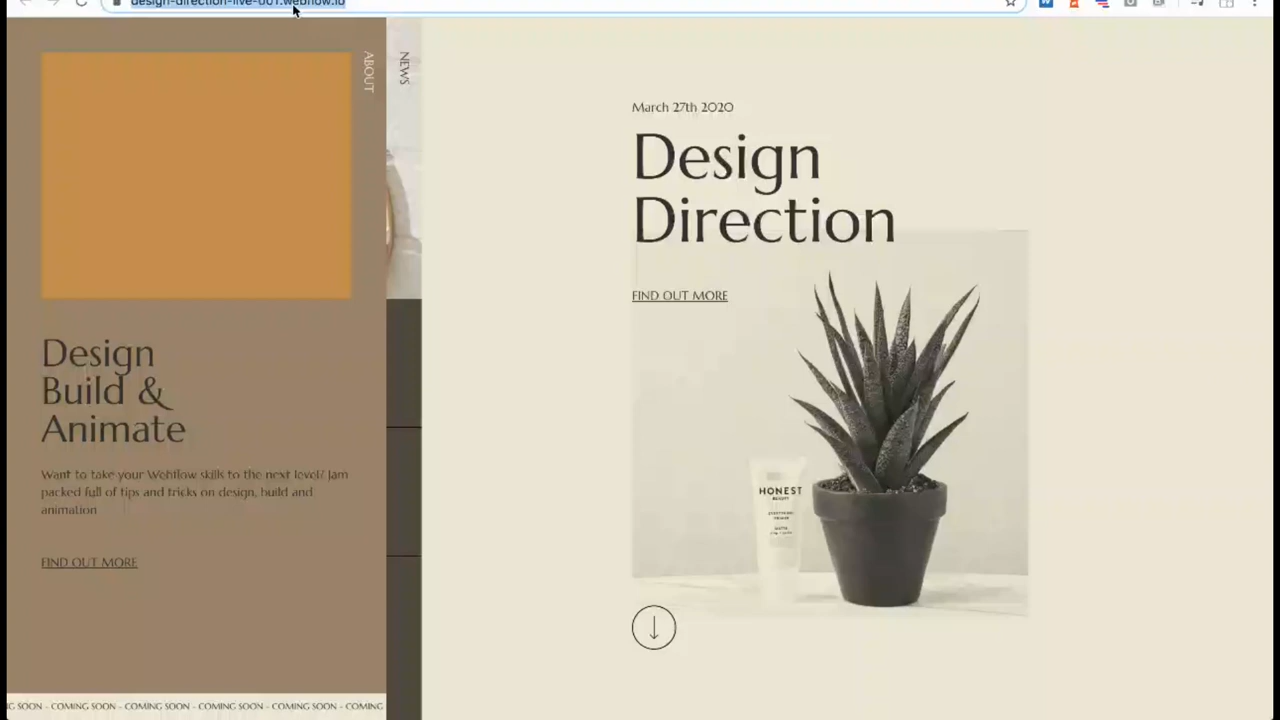 design-direction-live-001.webflow.io
ABOUT
NEWS
Design
Build &
Animate
Want to take your Webflow skills to the next level? Jam
packed full of tips and tricks on design, build and
animation
FIND OUT MORE
G SOON - COMING SOON - COMING SOON - COMING SOON - COMING SOON - COMING
March 27th 2020
Design
Direction
FIND OUT MORE
HONEST
BEAUTY